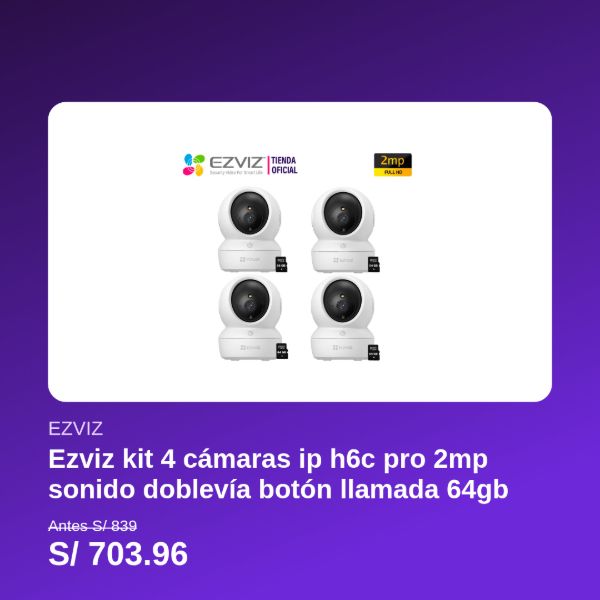 EZVIZ TIENDA OFICIAL
2mp
FULL HD
EZVIZ
Ezviz kit 4 cámaras ip h6c pro 2mp
sonido doblevía botón llamada 64gb
Antes S/ 839
S/ 703.96